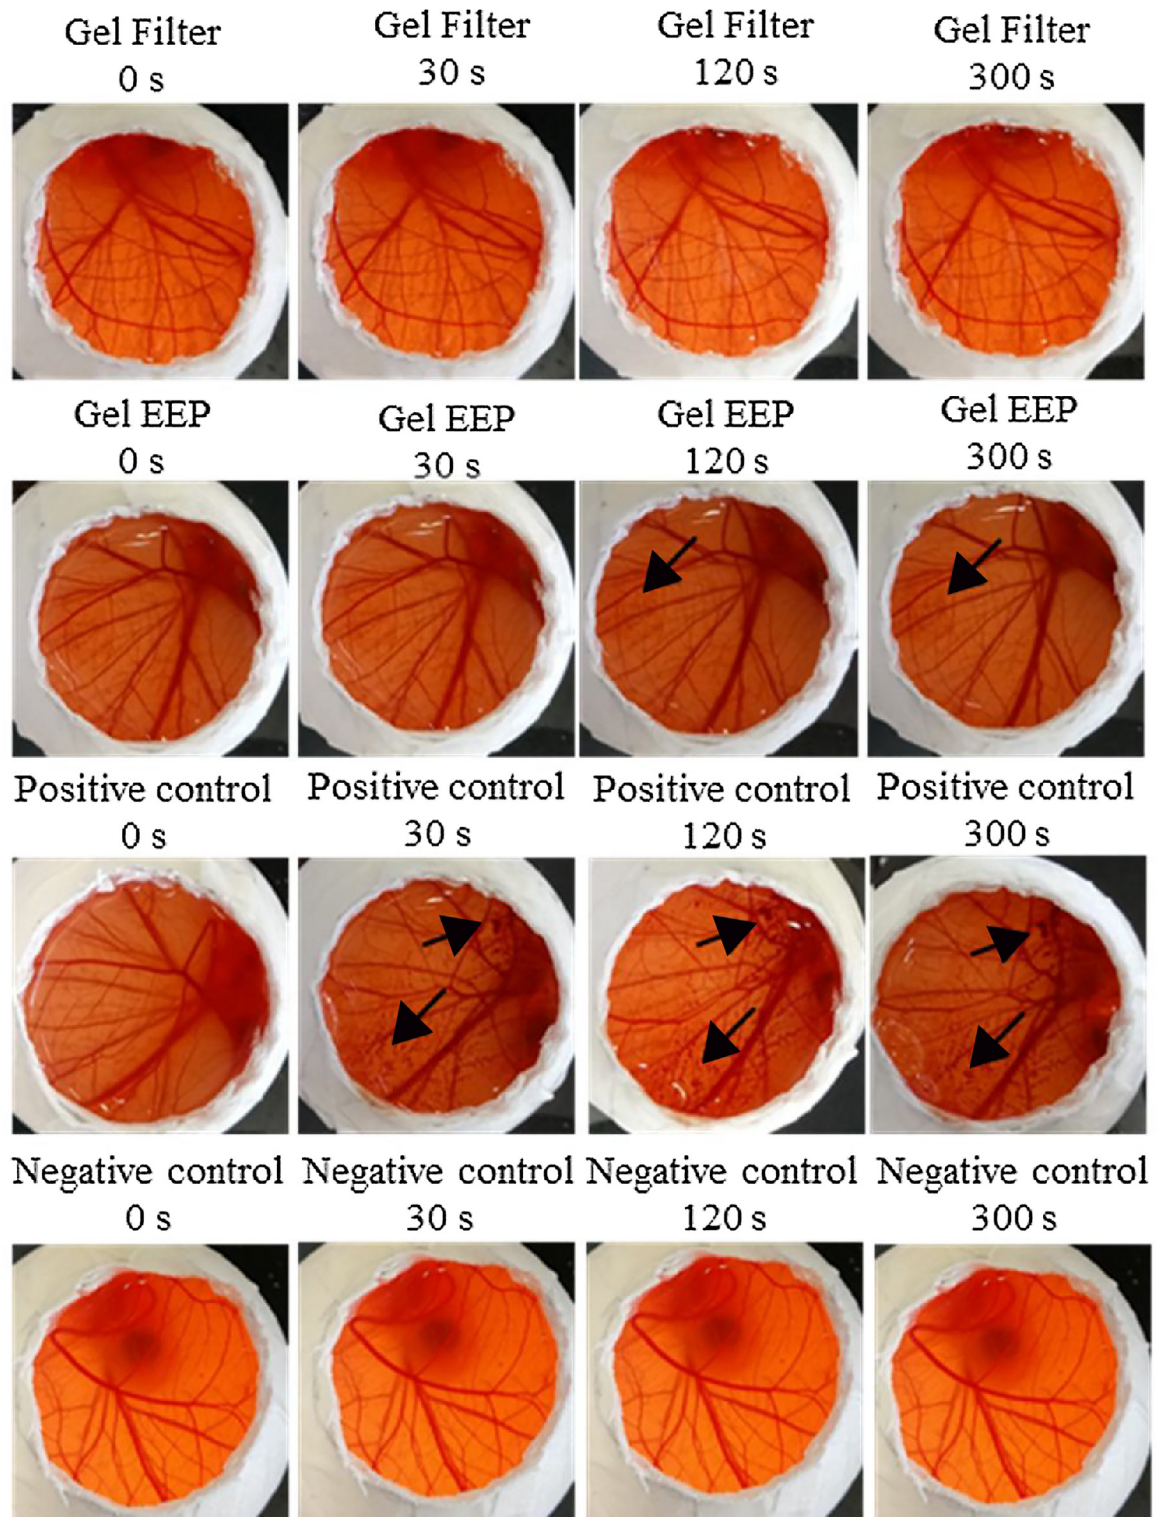 Gel Filter
0 s
Gel Filter
30 s
Gel Filter
120 s
Gel Filter
300 s
Gel EEP
0 s
Gel EEP
30 s
Gel EEP
120 s
Gel EEP
300 s
Positive control
0 s
Positive control
30 s
Positive control
120 s
Positive control
300 s
Negative control
0 s
Negative control
30 s
Negative control
120 s
Negative control
300 s